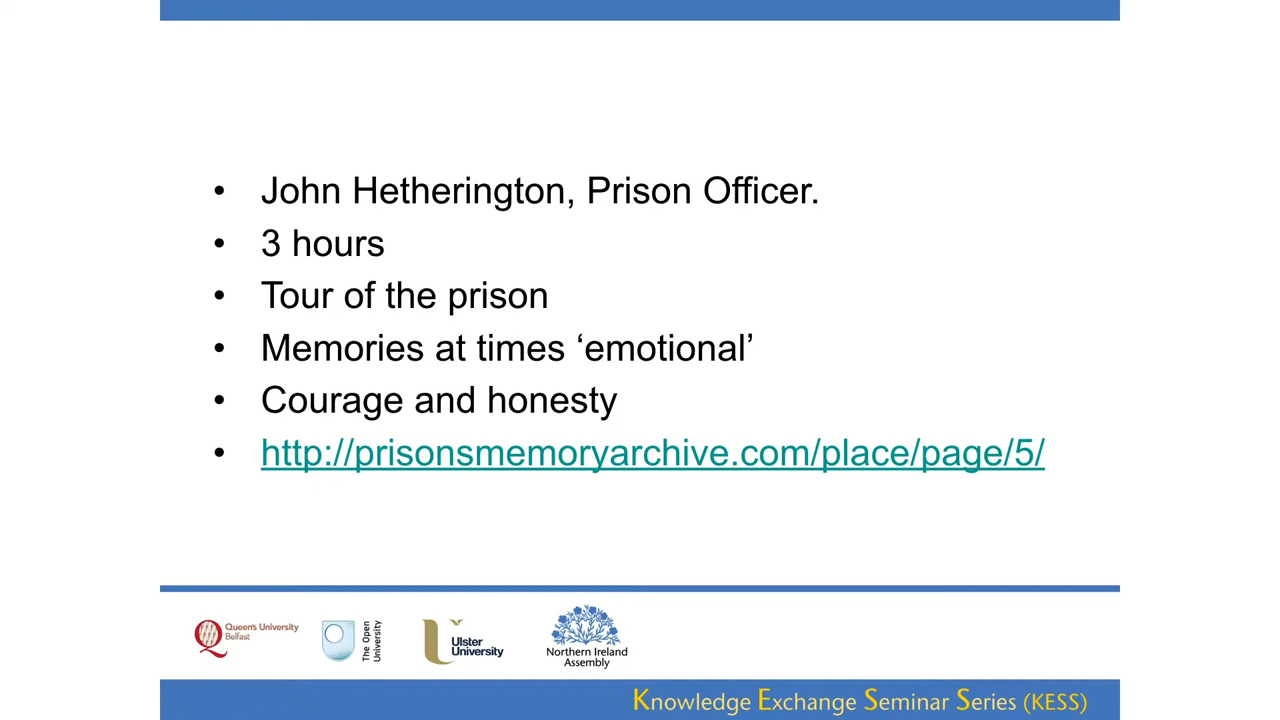 • John Hetherington, Prison Officer.
• 3 hours
• Tour of the prison
• Memories at times ‘emotional’
• Courage and honesty
• http://prisonsmemoryarchive.com/place/page/5/
Queen's University
Belfast
The Open
University
Ulster
University
Northern Ireland
Assembly
Knowledge Exchange Seminar Series (KESS)